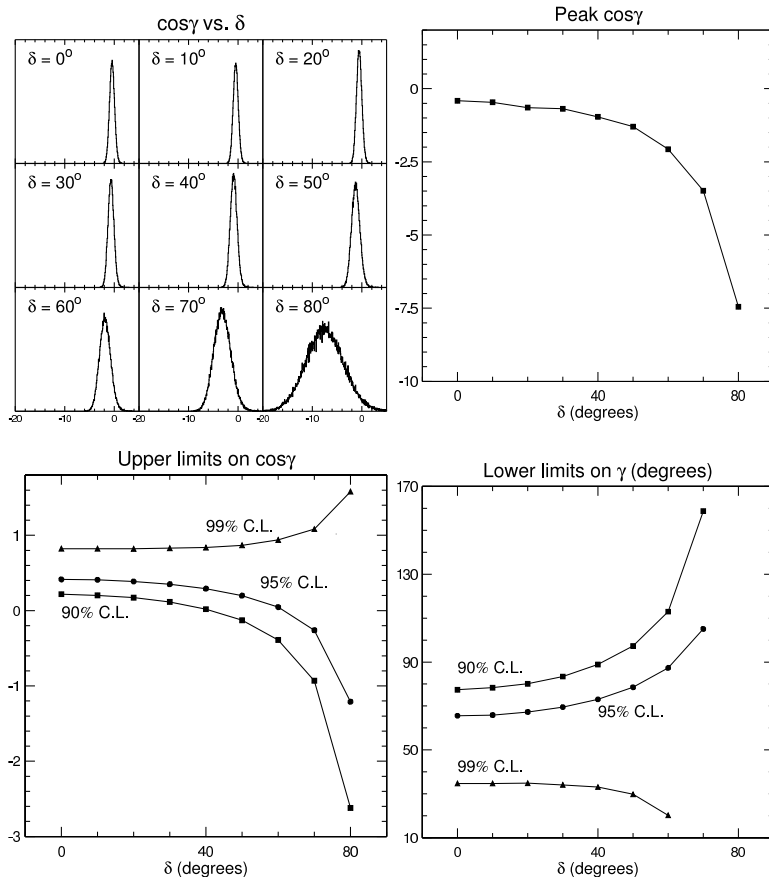 cosγ vs. δ
δ = 0°
δ = 10°
δ = 20°
δ = 30°
δ = 40°
δ = 50°
δ = 60°
δ = 70°
δ = 80°
-20 -10 0 -20 -10 0 -20 -10 0
Peak cosγ
0
-2.5
-5
-7.5
-10
0 40 80
δ (degrees)
Upper limits on cosγ
99% C.L.
95% C.L.
90% C.L.
1
0
-1
-2
-3
0 40 80
δ (degrees)
Lower limits on γ (degrees)
170
130
90
50
10
90% C.L.
95% C.L.
99% C.L.
0 40 80
δ (degrees)